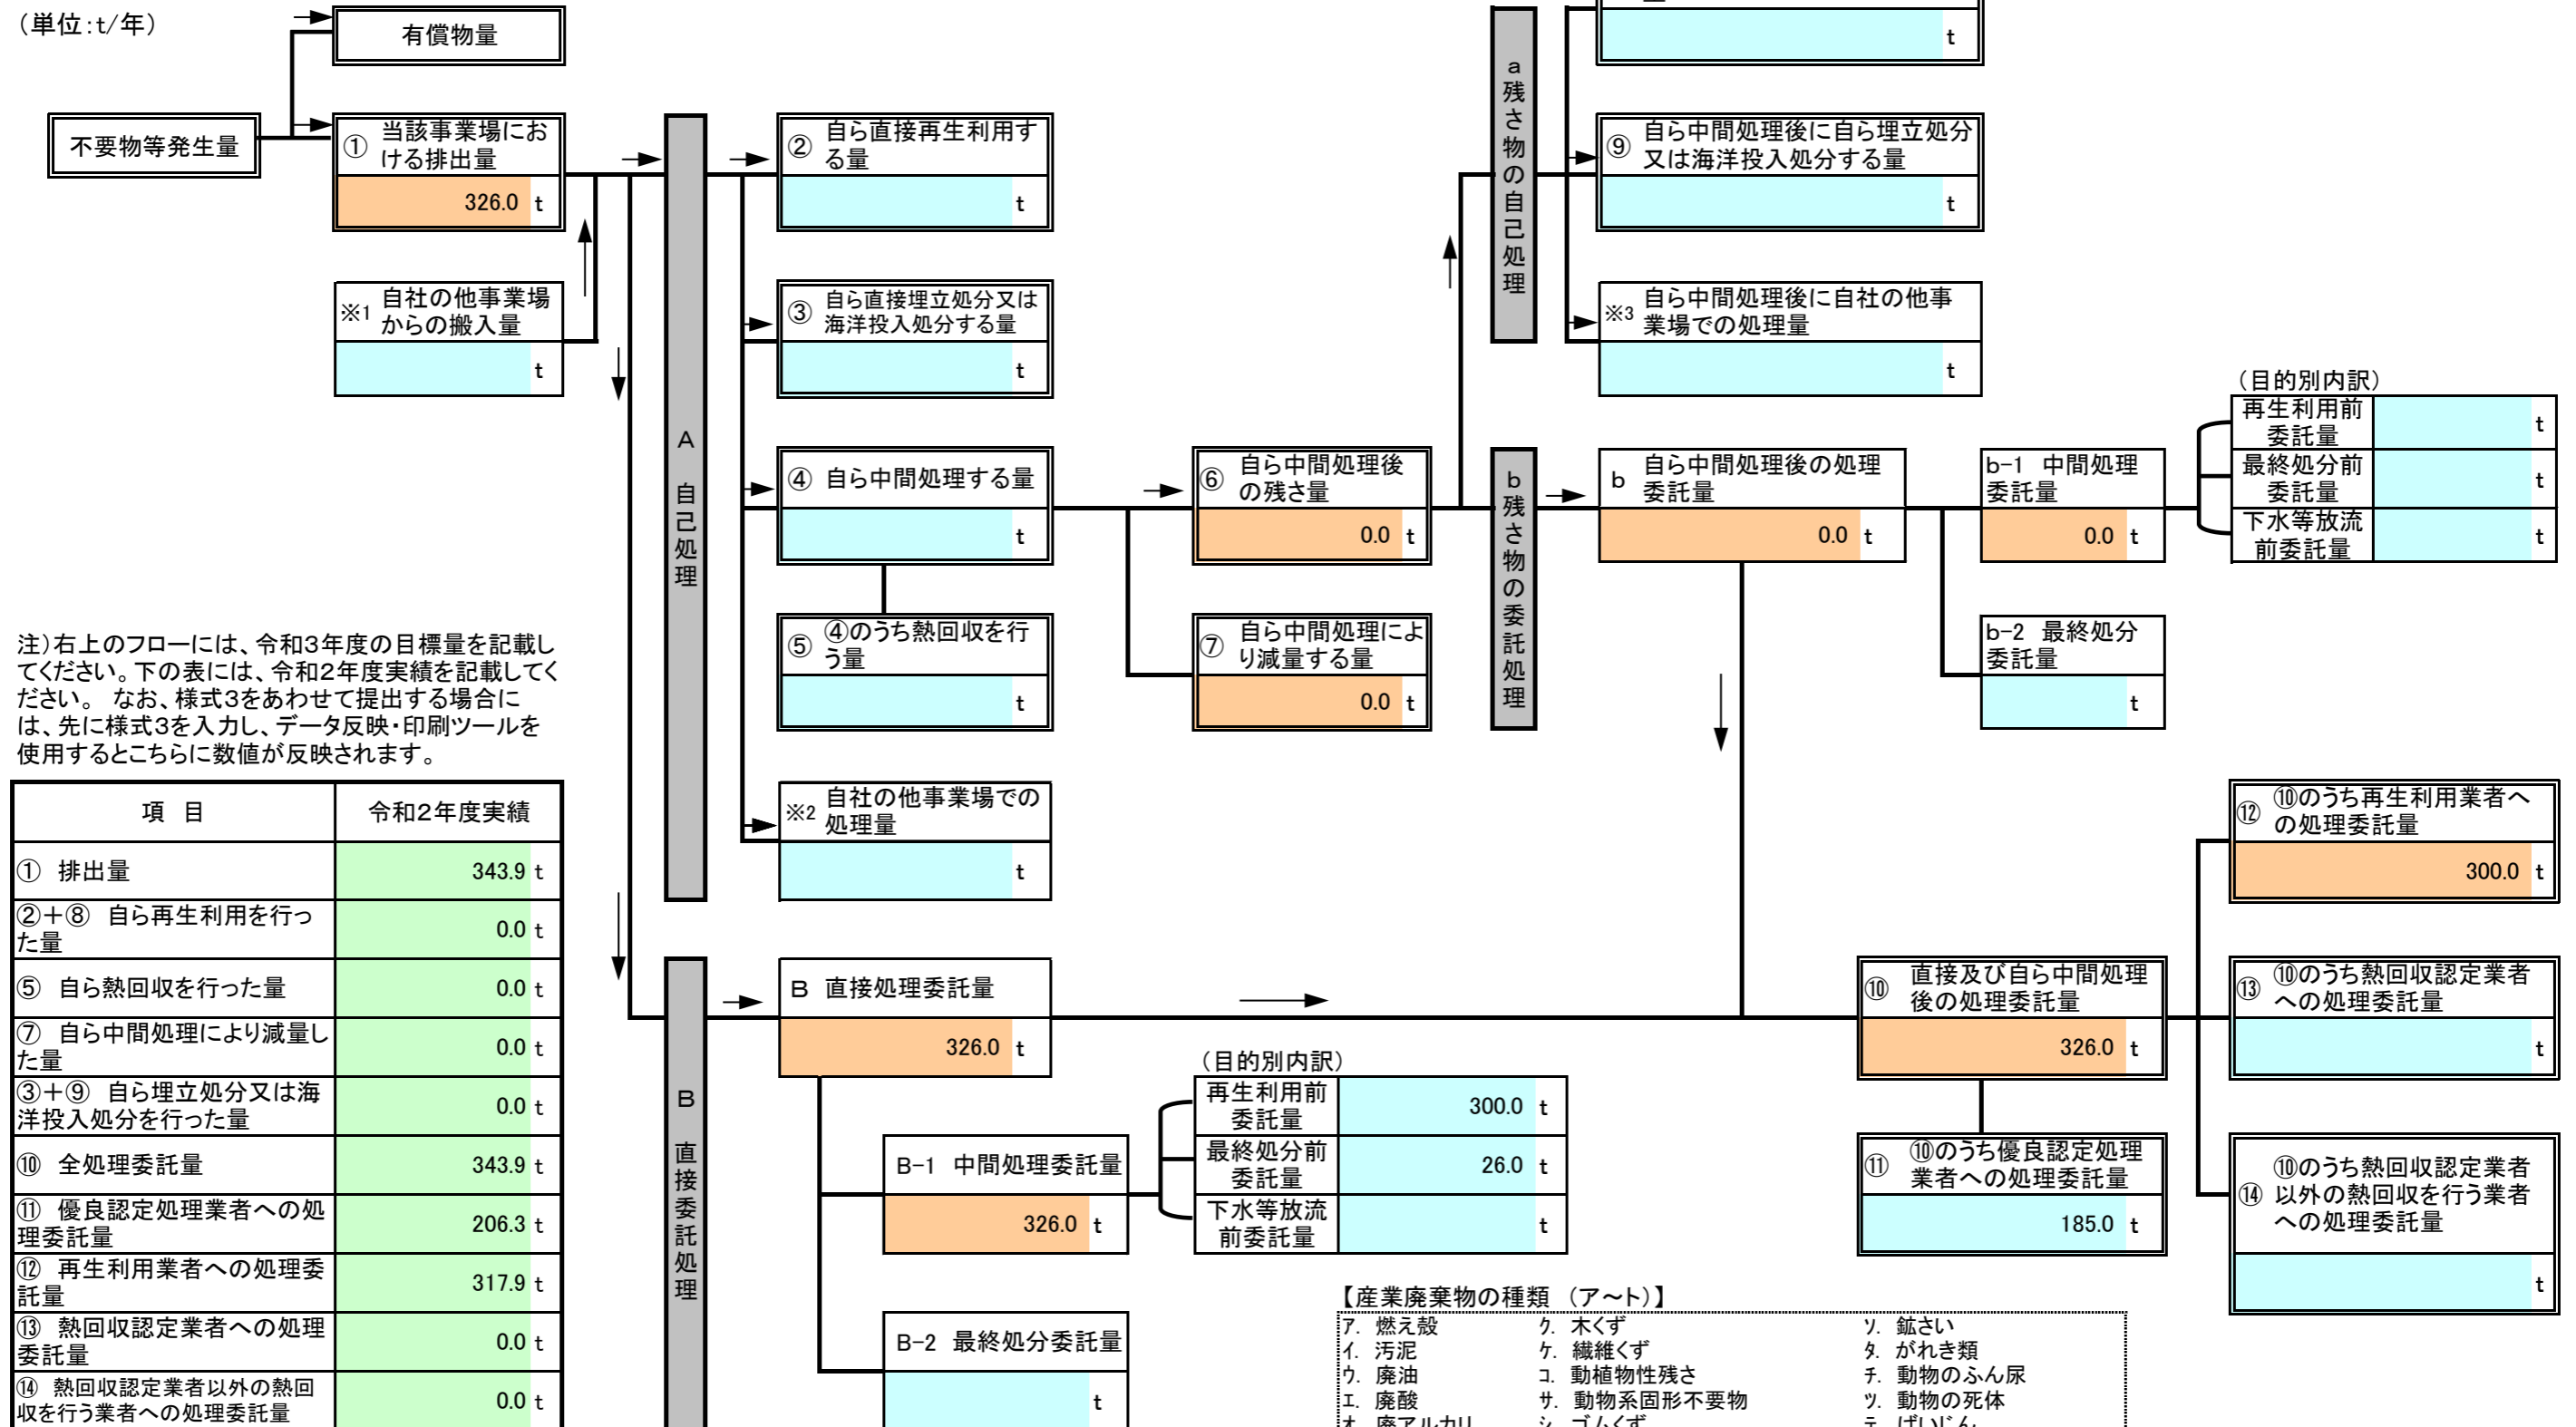 （単位：t/年）
有償物量
不要物等発生量
① 当該事業場にお
ける排出量
326.0 t
※1 自社の他事業場
からの搬入量
t
A 自己処理
② 自ら直接再生利用す
る量
t
③ 自ら直接埋立処分又は
海洋投入処分する量
t
④ 自ら中間処理する量
t
⑤ ④のうち熱回収を行
う量
t
※2 自社の他事業場での
処理量
t
⑥ 自ら中間処理後
の残さ量
0.0 t
⑦ 自ら中間処理によ
り減量する量
0.0 t
a 残さ物の自己処理
t
⑨ 自ら中間処理後に自ら埋立処分
又は海洋投入処分する量
t
※3 自ら中間処理後に自社の他事
業場での処理量
t
b 残さ物の委託処理
b 自ら中間処理後の処理
委託量
0.0 t
b-1 中間処理
委託量
0.0 t
（目的別内訳）
再生利用前
委託量
t
最終処分前
委託量
t
下水等放流
前委託量
t
b-2 最終処分
委託量
t
注）右上のフローには、令和３年度の目標量を記載し
てください。下の表には、令和２年度実績を記載してく
ださい。 なお、様式３をあわせて提出する場合に
は、先に様式３を入力し、データ反映・印刷ツールを
使用するとこちらに数値が反映されます。
項 目 令和２年度実績
① 排出量 343.9 t
②＋⑧ 自ら再生利用を行っ
た量 0.0 t
⑤ 自ら熱回収を行った量 0.0 t
⑦ 自ら中間処理により減量し
た量 0.0 t
③＋⑨ 自ら埋立処分又は海
洋投入処分を行った量 0.0 t
⑩ 全処理委託量 343.9 t
⑪ 優良認定処理業者への処
理委託量 206.3 t
⑫ 再生利用業者への処理委
託量 317.9 t
⑬ 熱回収認定業者への処理
委託量 0.0 t
⑭ 熱回収認定業者以外の熱回
収を行う業者への処理委託量 0.0 t
B 直接委託処理
B 直接処理委託量
326.0 t
B-1 中間処理委託量
326.0 t
（目的別内訳）
再生利用前
委託量
300.0 t
最終処分前
委託量
26.0 t
下水等放流
前委託量
t
B-2 最終処分委託量
t
⑩ 直接及び自ら中間処理
後の処理委託量
326.0 t
⑪ ⑩のうち優良認定処理
業者への処理委託量
185.0 t
⑫ ⑩のうち再生利用業者へ
の処理委託量
300.0 t
⑬ ⑩のうち熱回収認定業者
への処理委託量
t
⑭ ⑩のうち熱回収認定業者
以外の熱回収を行う業者
への処理委託量
t
【産業廃棄物の種類 （ア～ト）】
ｱ. 燃え殻 ｸ. 木くず ｿ. 鉱さい
ｲ. 汚泥 ｹ. 繊維くず ﾀ. がれき類
ｳ. 廃油 ｺ. 動植物性残さ ﾁ. 動物のふん尿
ｴ. 廃酸 ｻ. 動物系固形不要物 ﾂ. 動物の死体
ｵ. 廃アルカリ ｼ. ゴムくず ﾃ. ばいじん